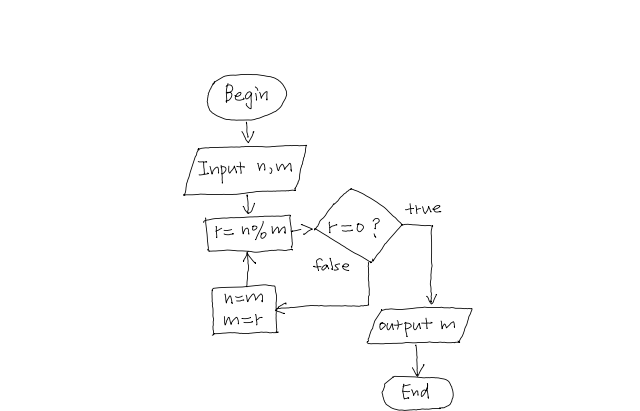 Begin
Input n,m
r=n%m
r=0?
true
false
n=m
m=r
output m
End